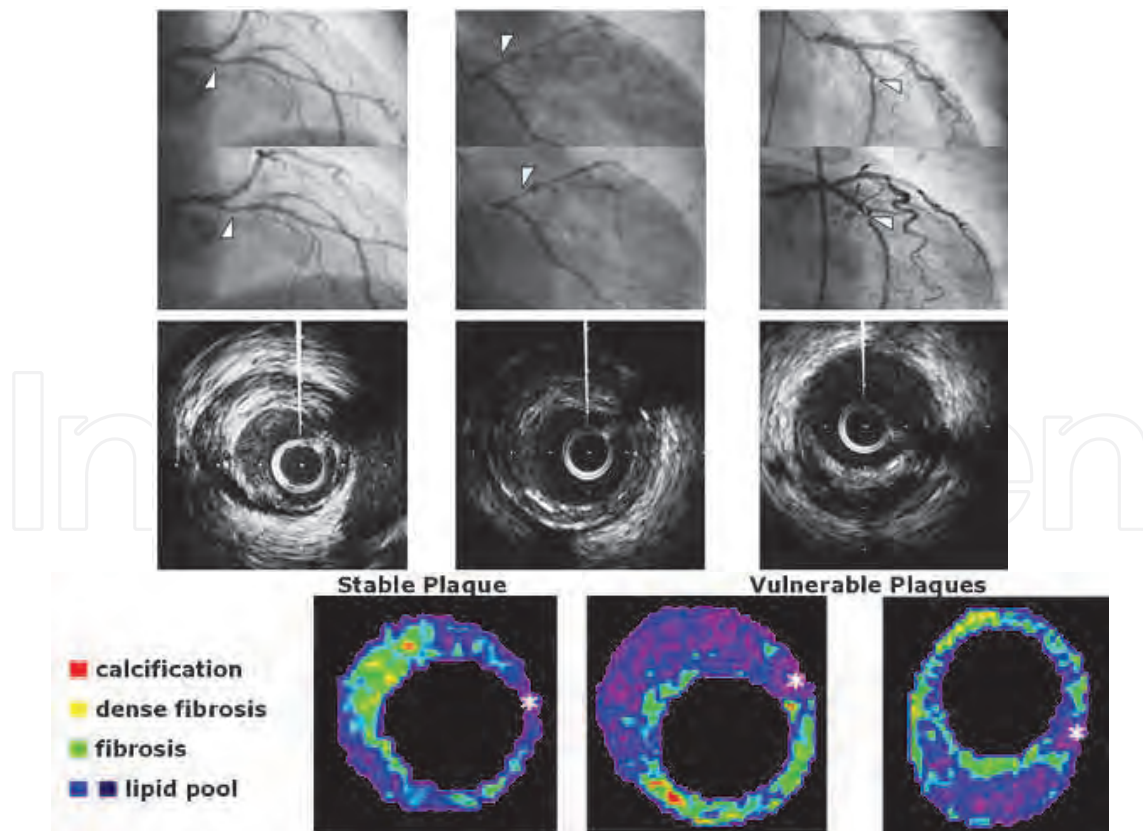 Stable Plaque
Vulnerable Plaques
calcification
dense fibrosis
fibrosis
lipid pool